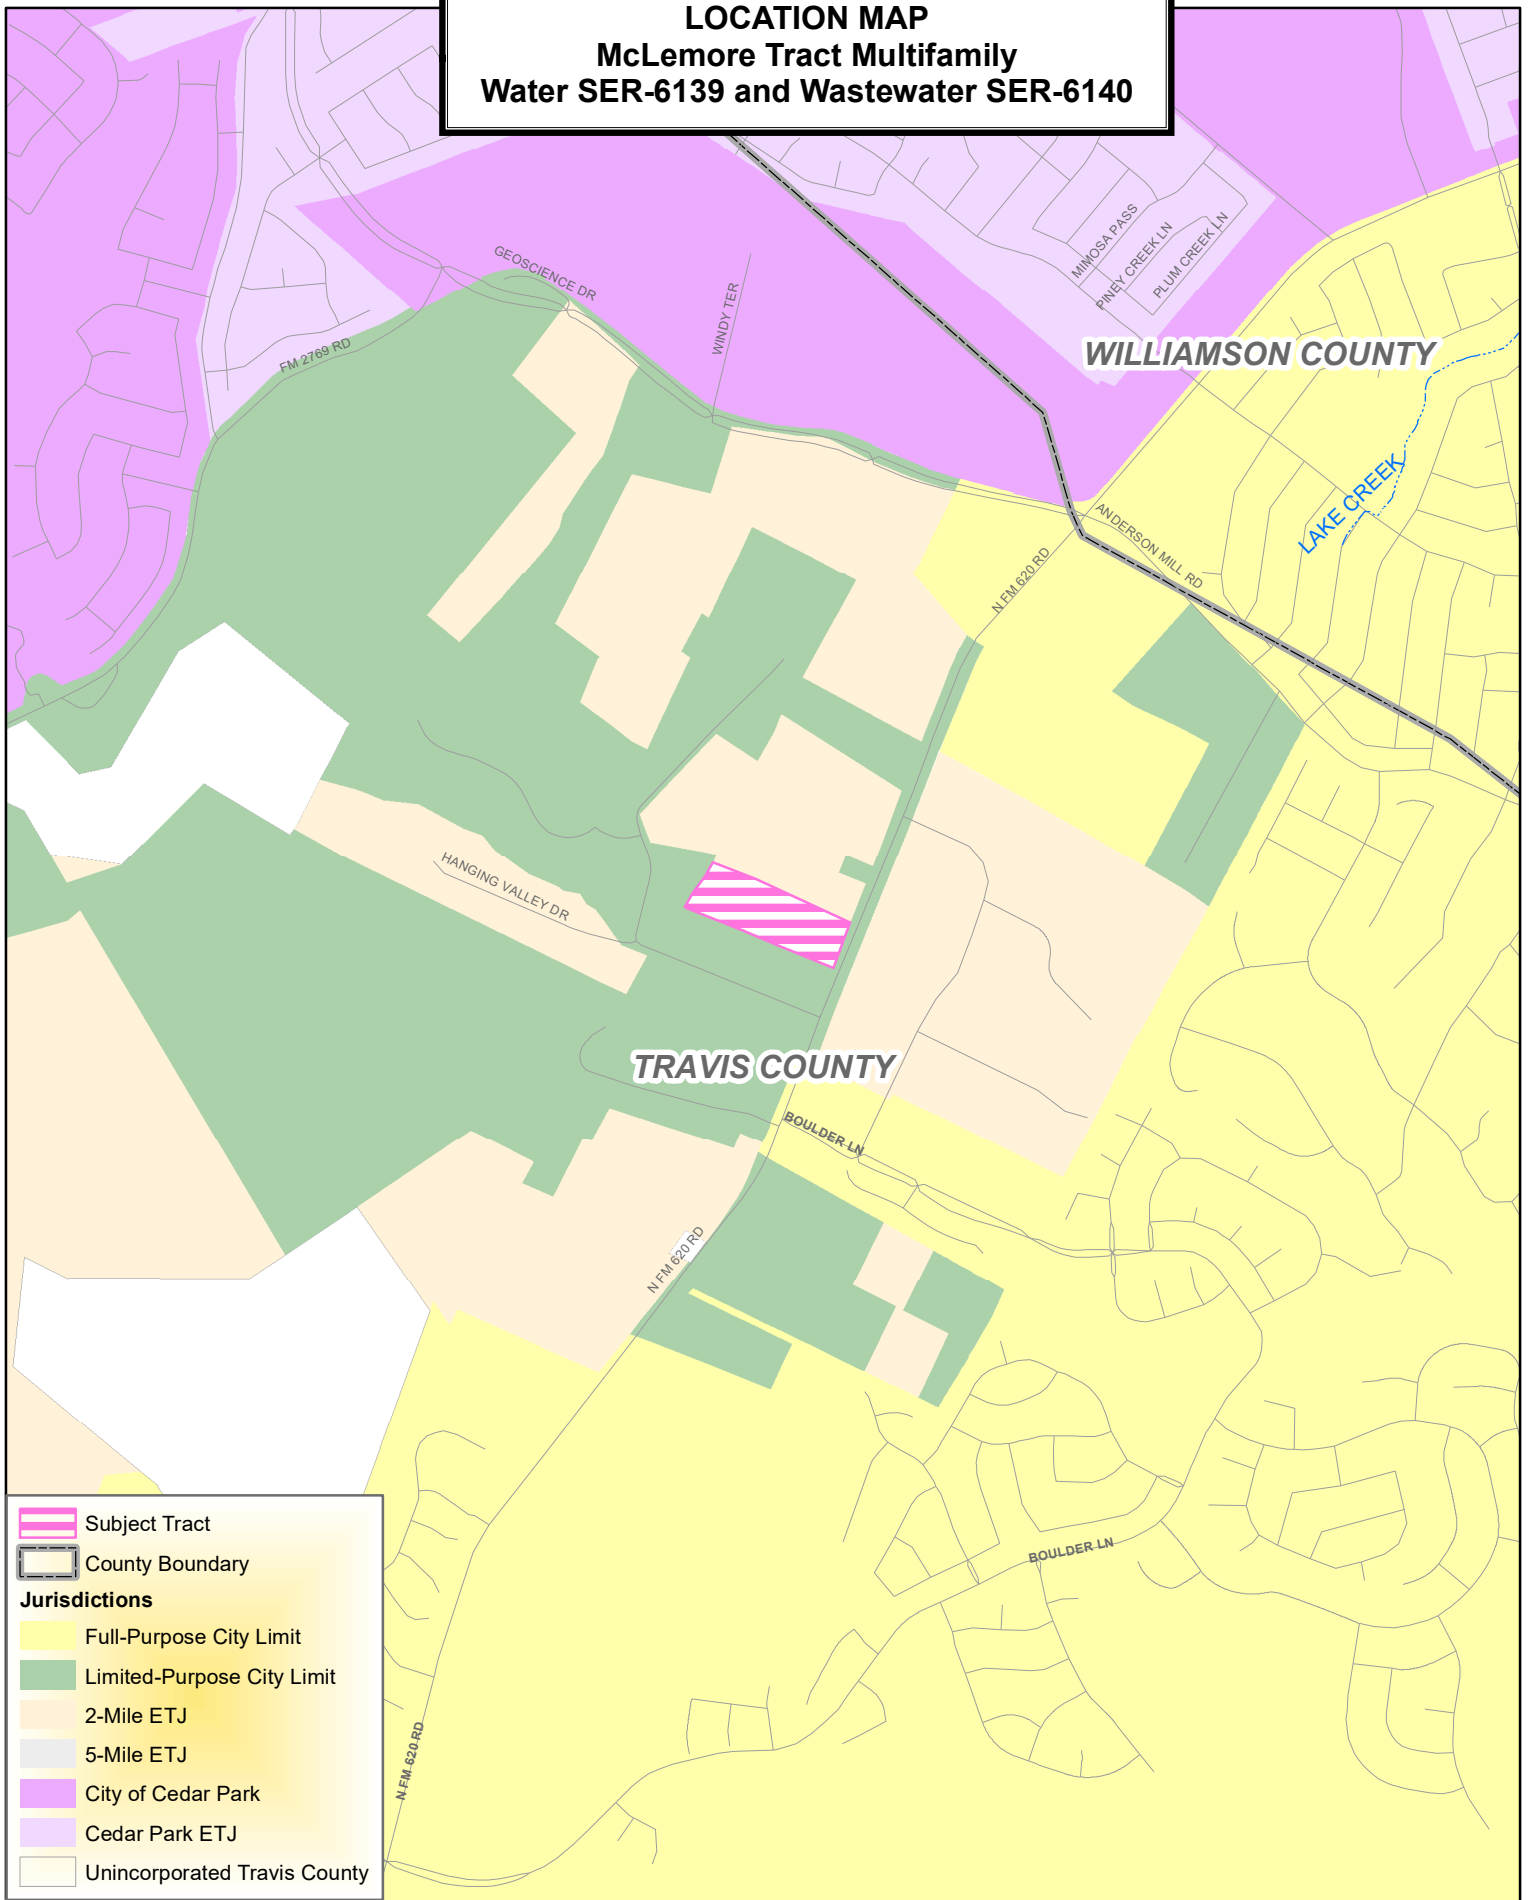 LOCATION MAP
McLemore Tract Multifamily
Water SER-6139 and Wastewater SER-6140
MIMOSA PASS
PINEY CREEK LN
PLUM CREEK LN
GEOSCIENCE DR
WINDY TER
FM 2769 RD
WILLIAMSON COUNTY
LAKE CREEK
ANDERSON MILL RD
N FM 620 RD
HANGING VALLEY DR
TRAVIS COUNTY
BOULDER LN
N FM 620 RD
BOULDER LN
N FM 620 RD
Subject Tract
County Boundary
Jurisdictions
Full-Purpose City Limit
Limited-Purpose City Limit
2-Mile ETJ
5-Mile ETJ
City of Cedar Park
Cedar Park ETJ
Unincorporated Travis County